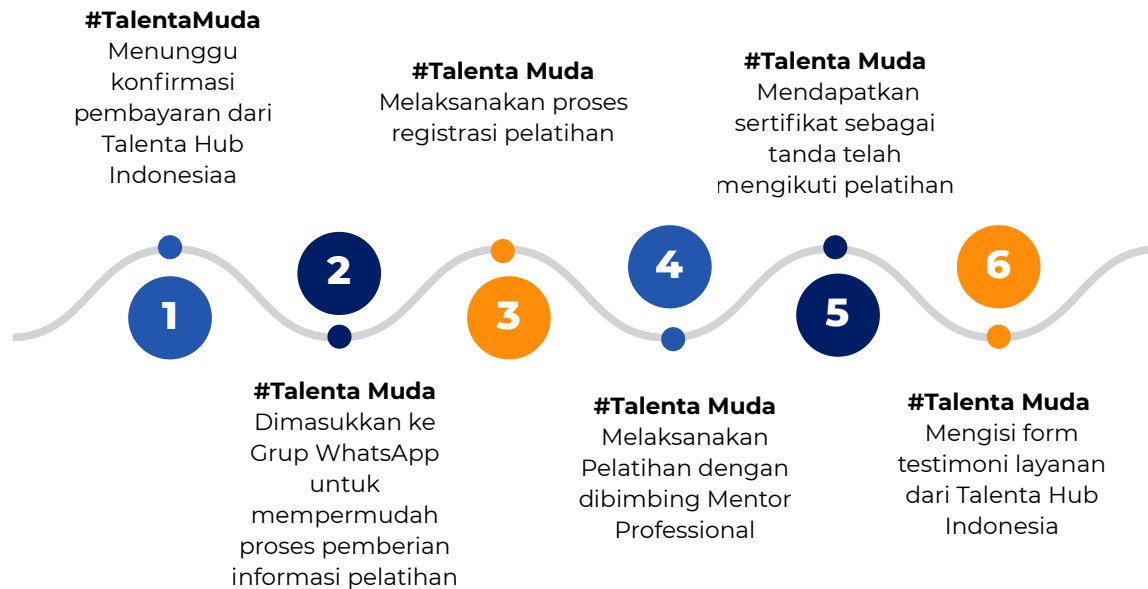 #TalentaMuda
Menunggu
konfirmasi
pembayaran dari
Talenta Hub
Indonesiaa
1
2
#Talenta Muda
Dimasukkan ke
Grup WhatsApp
untuk
mempermudah
proses pemberian
informasi pelatihan
#Talenta Muda
Melaksanakan proses
registrasi pelatihan
3
4
#Talenta Muda
Melaksanakan
Pelatihan dengan
dibimbing Mentor
Professional
#Talenta Muda
Mendapatkan
sertifikat sebagai
tanda telah
mengikuti pelatihan
5
6
#Talenta Muda
Mengisi form
testimoni layanan
dari Talenta Hub
Indonesia